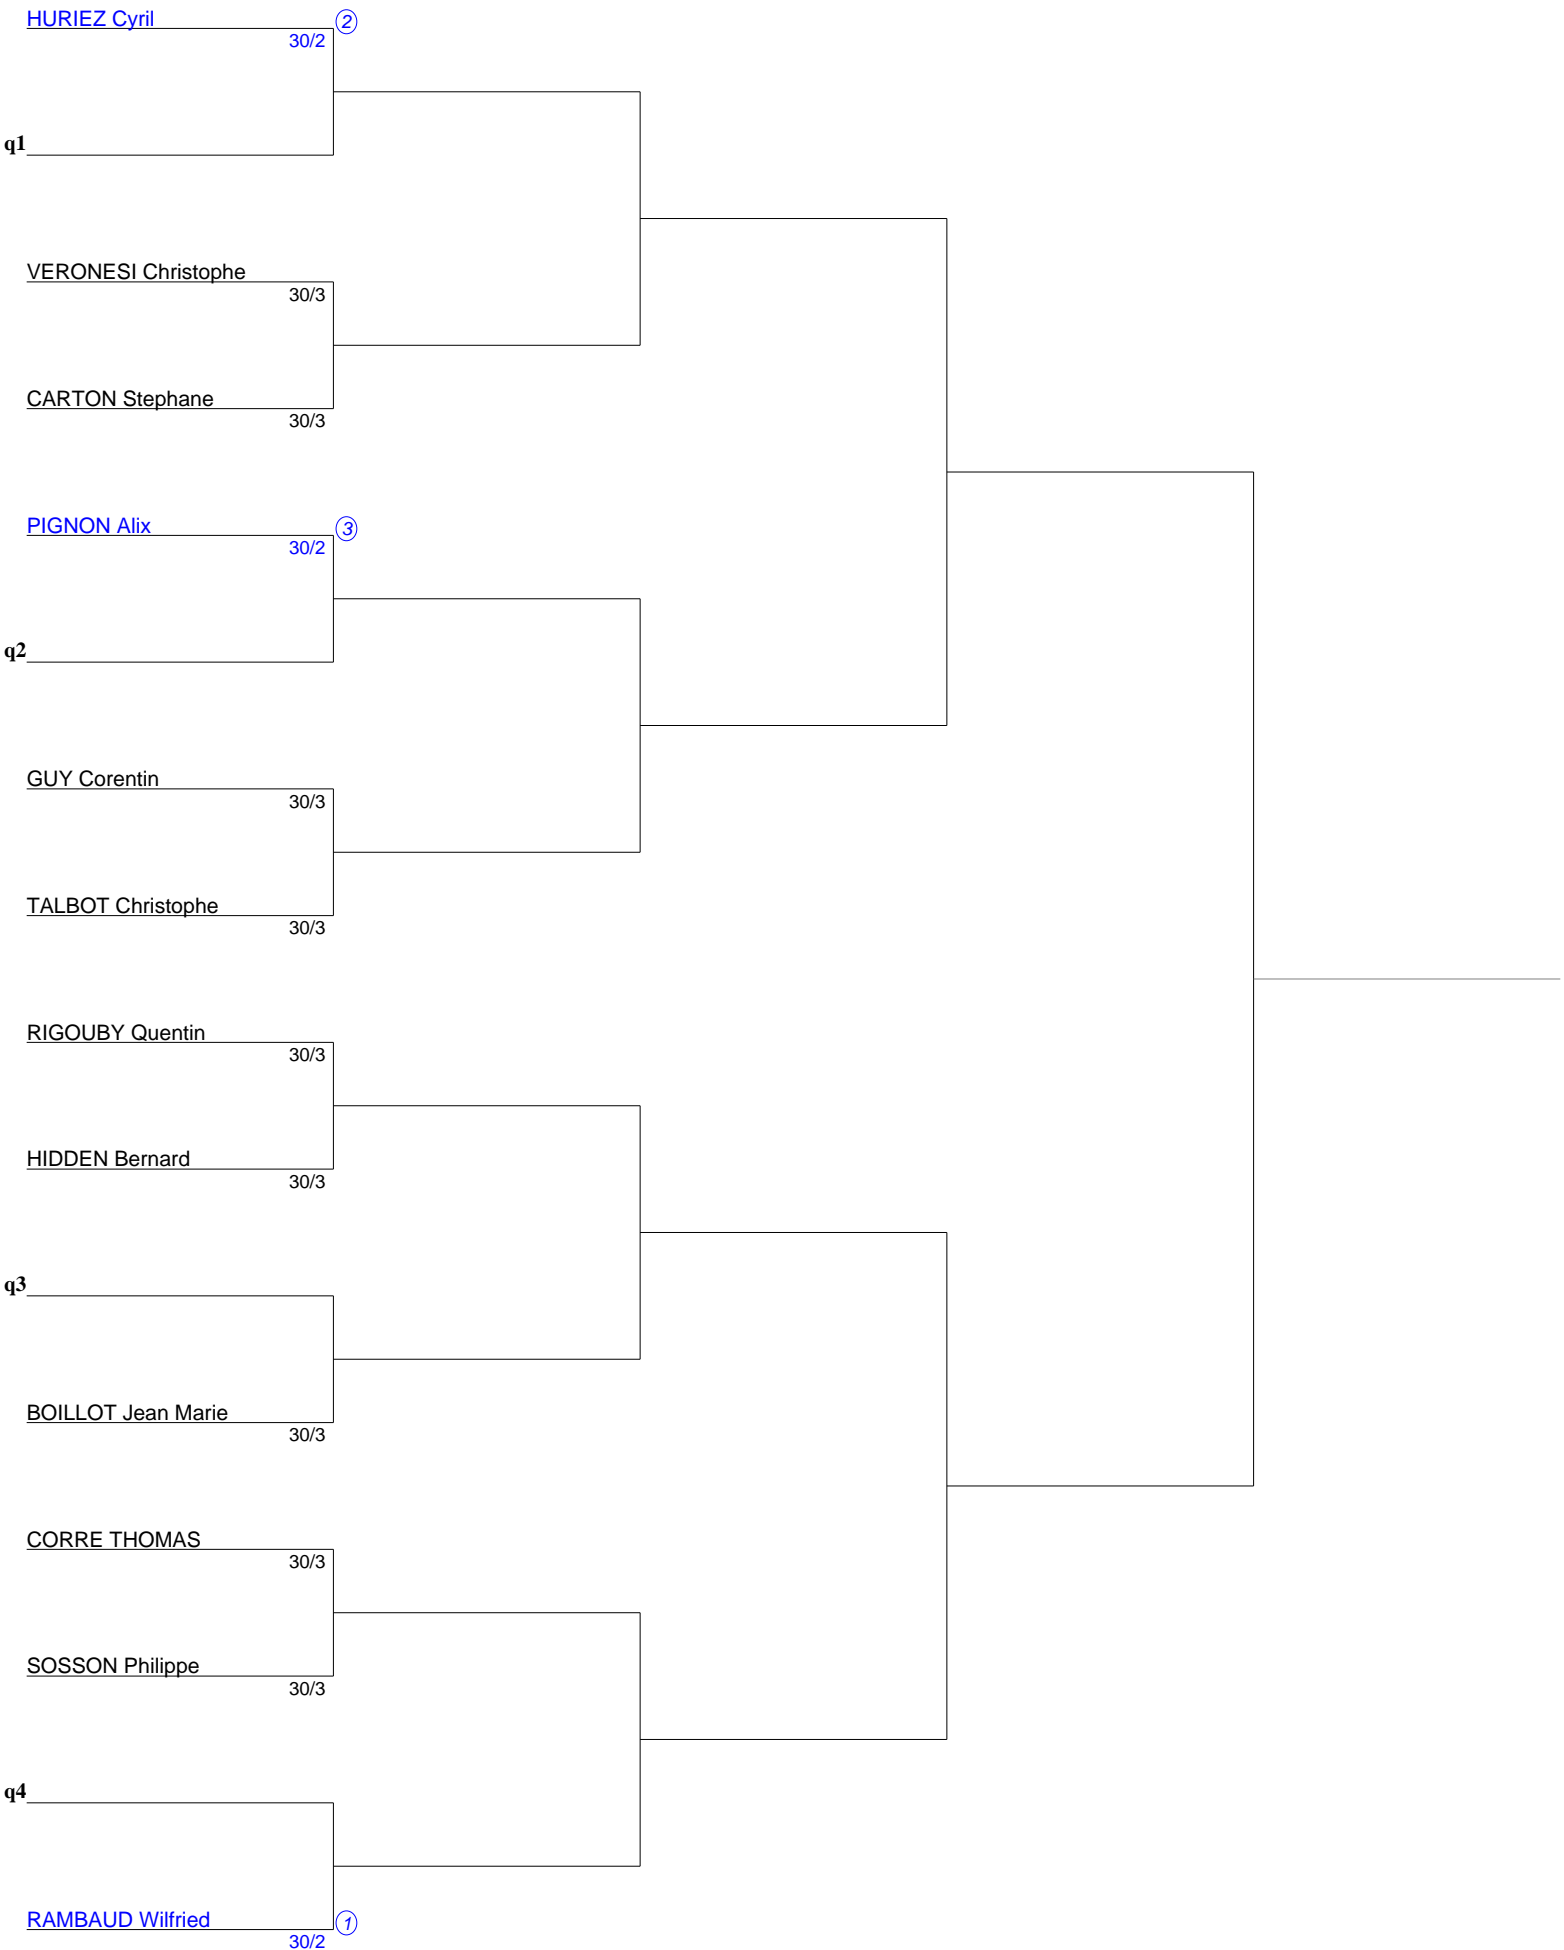 HURIEZ Cyril 2
30/2
q1
VERONESI Christophe
30/3
CARTON Stephane
30/3
PIGNON Alix 3
30/2
q2
GUY Corentin
30/3
TALBOT Christophe
30/3
RIGOUBY Quentin
30/3
HIDDEN Bernard
30/3
q3
BOILLOT Jean Marie
30/3
CORRE THOMAS
30/3
SOSSON Philippe
30/3
q4
RAMBAUD Wilfried 1
30/2